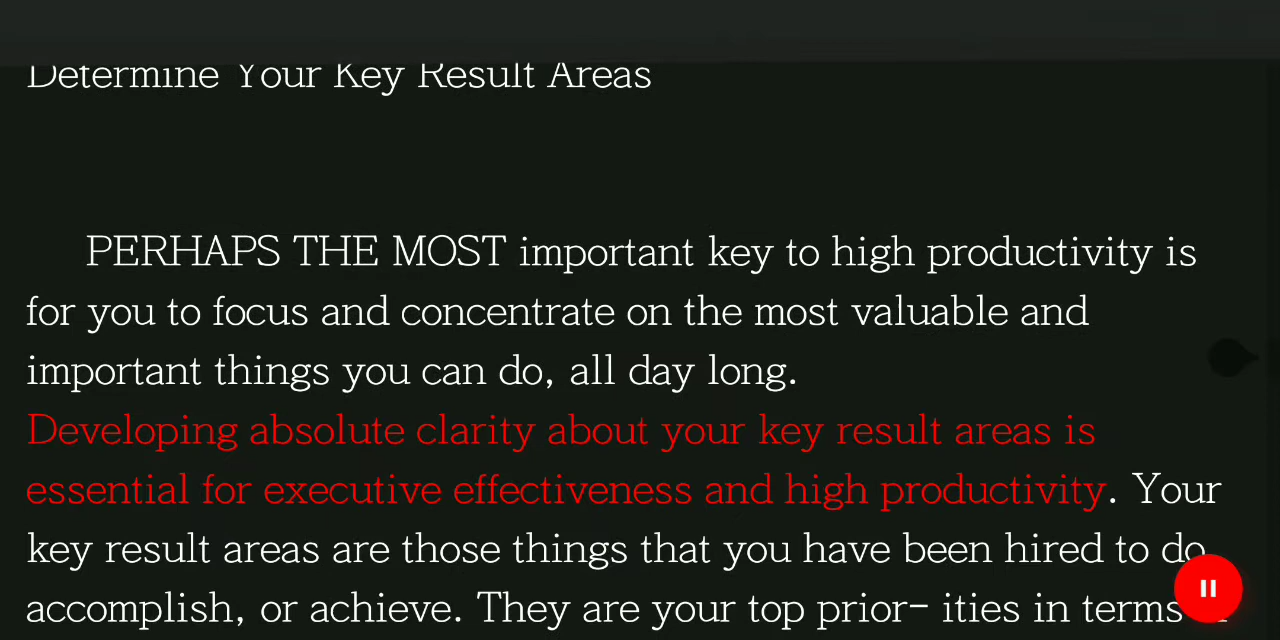 Determine Your Key Result Areas
PERHAPS THE MOST important key to high productivity is
for you to focus and concentrate on the most valuable and
important things you can do, all day long.
Developing absolute clarity about your key result areas is
essential for executive effectiveness and high productivity. Your
key result areas are those things that you have been hired to do,
accomplish, or achieve. They are your top prior- ities in terms